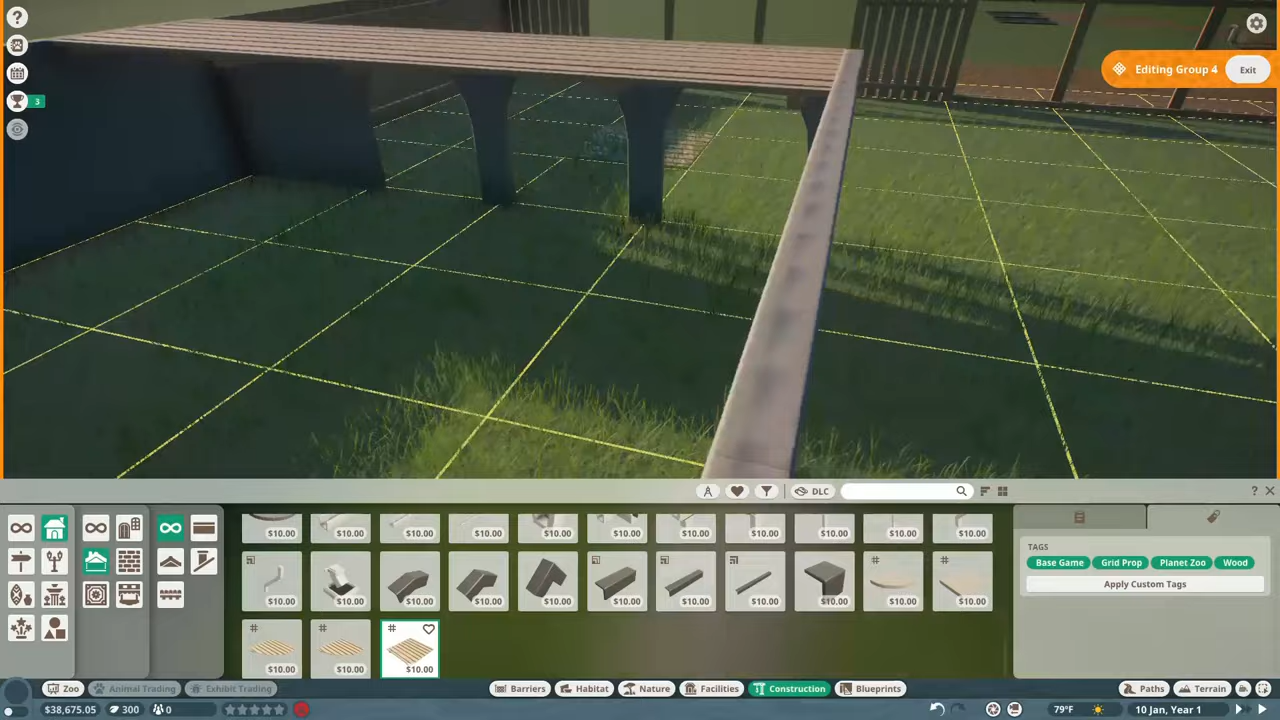 ?
Editing Group 4
Exit
3
DLC
? ×
$10.00 $10.00 $10.00 $10.00 $10.00 $10.00 $10.00 $10.00 $10.00 $10.00 $10.00
$10.00 $10.00 $10.00 $10.00 $10.00 $10.00 $10.00 $10.00 $10.00 $10.00 $10.00
$10.00 $10.00 $10.00
TAGS
Base Game Grid Prop Planet Zoo Wood
Apply Custom Tags
Zoo Animal Trading Exhibit Trading Barriers Habitat Nature Facilities Construction Blueprints Paths Terrain
$38,675.05 300 0 79°F 10 Jan, Year 1